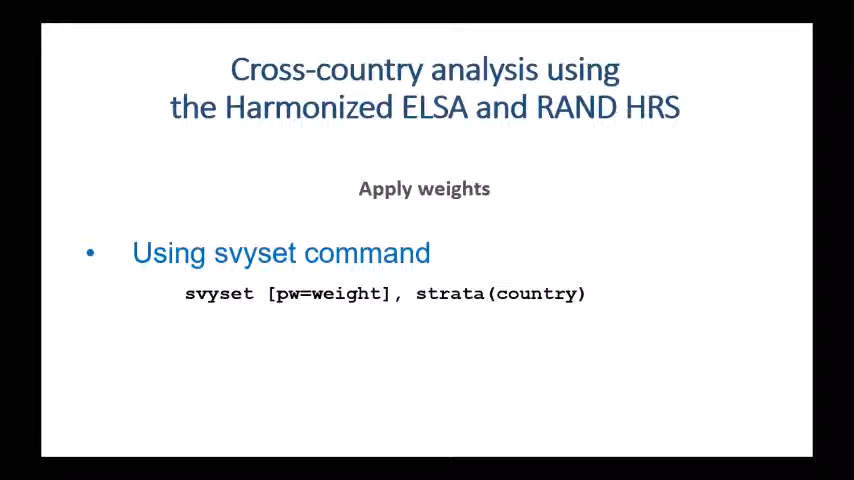 Cross-country analysis using
the Harmonized ELSA and RAND HRS
Apply weights
• Using svyset command
svyset [pw=weight], strata(country)